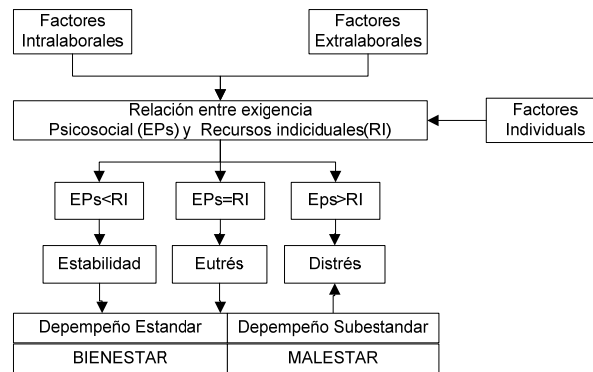 Factores
Intralaborales
Factores
Extralaborales
Relación entre exigencia
Psicosocial (EPs) y Recursos indiciduales(RI)
Factores
Individuals
EPs<RI
EPs=RI
Eps>RI
Estabilidad
Eutrés
Distrés
Depempeño Estandar
Depempeño Subestandar
BIENESTAR
MALESTAR